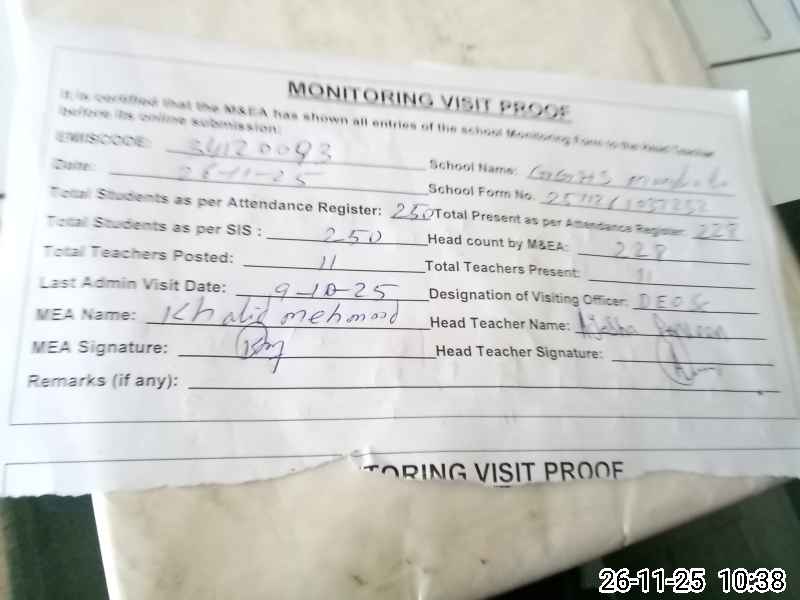 MONITORING VISIT PROOF
It is certified that the M&EA has shown all entries of the school Monitoring Form to the Head Teacher
before its online submission:
EMISCODE: 34120093
School Name: GGHS
Date: 26-11-25
School Form No.
Total Students as per Attendance Register: 250 Total Present as per Attendance Register: 228
Total Students as per SIS : 250 Head count by M&EA: 228
Total Teachers Posted: 11 Total Teachers Present: 11
Last Admin Visit Date: 9-10-25 Designation of Visiting Officer: DEO SE
MEA Name: Khalid mehmood Head Teacher Name:
MEA Signature: Head Teacher Signature:
Remarks (if any):
TORING VISIT PROOF
26-11-25 10:38